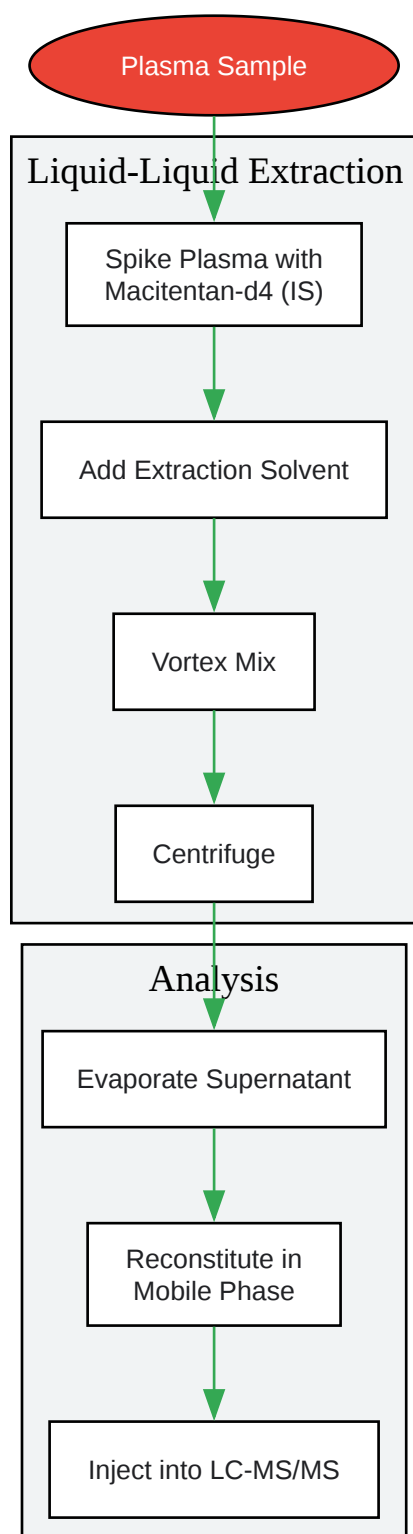 Plasma Sample
Liquid-Liquid Extraction
Spike Plasma with
Macitentan-d4 (IS)
Add Extraction Solvent
Vortex Mix
Centrifuge
Analysis
Evaporate Supernatant
Reconstitute in
Mobile Phase
Inject into LC-MS/MS